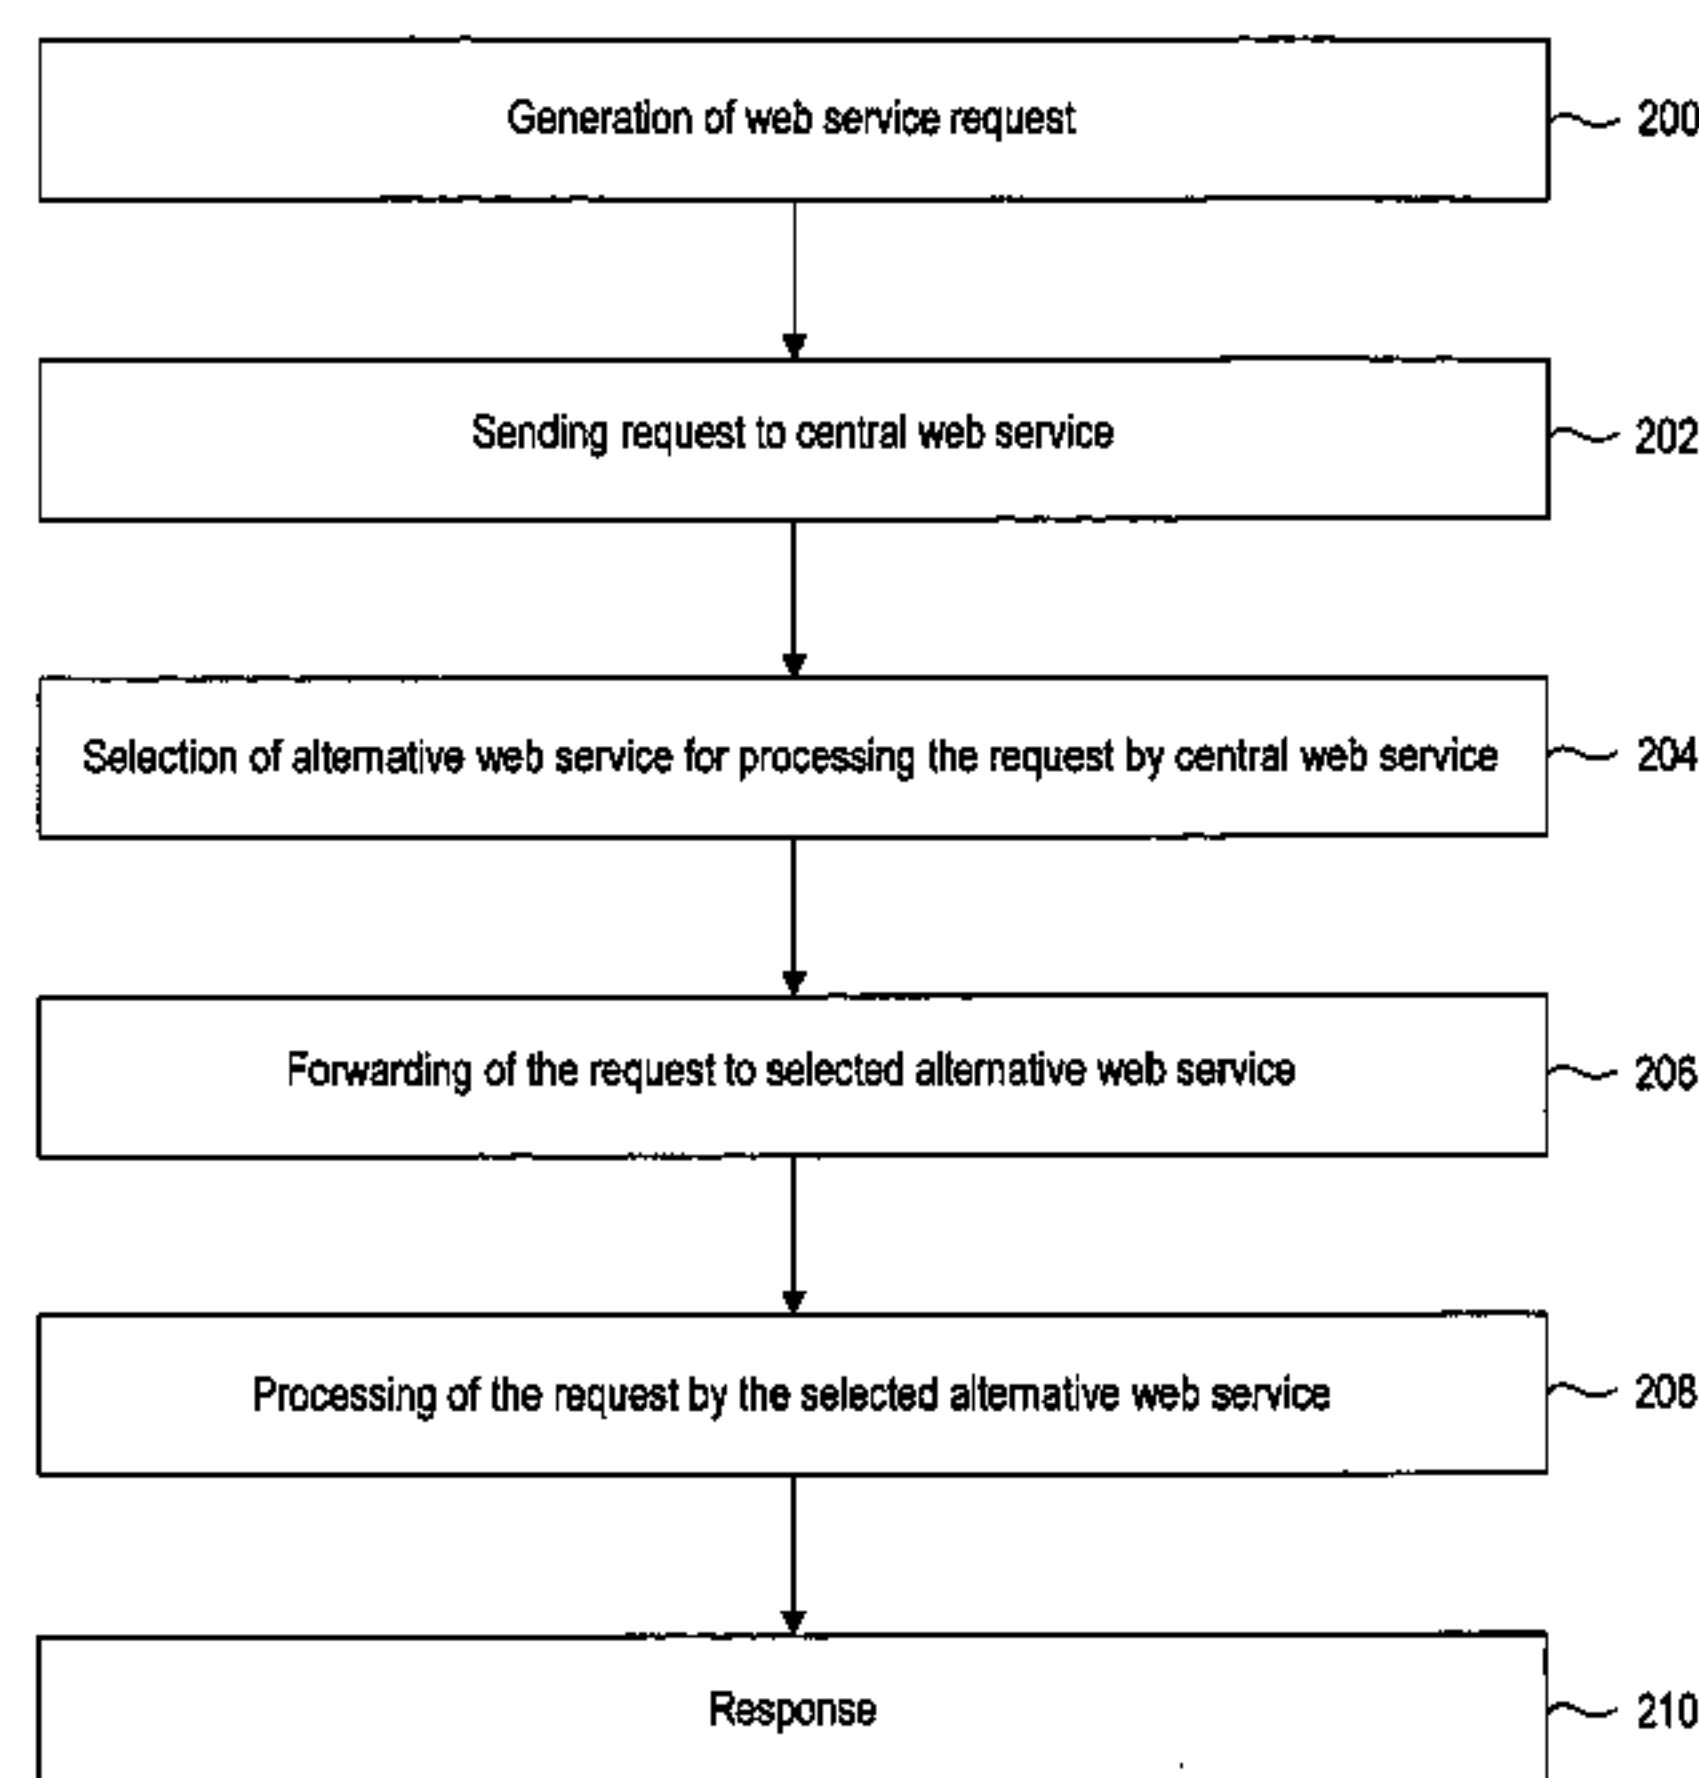 Generation of web service request
200
Sending request to central web service
202
Selection of alternative web service for processing the request by central web service
204
Forwarding of the request to selected alternative web service
206
Processing of the request by the selected alternative web service
208
Response
210